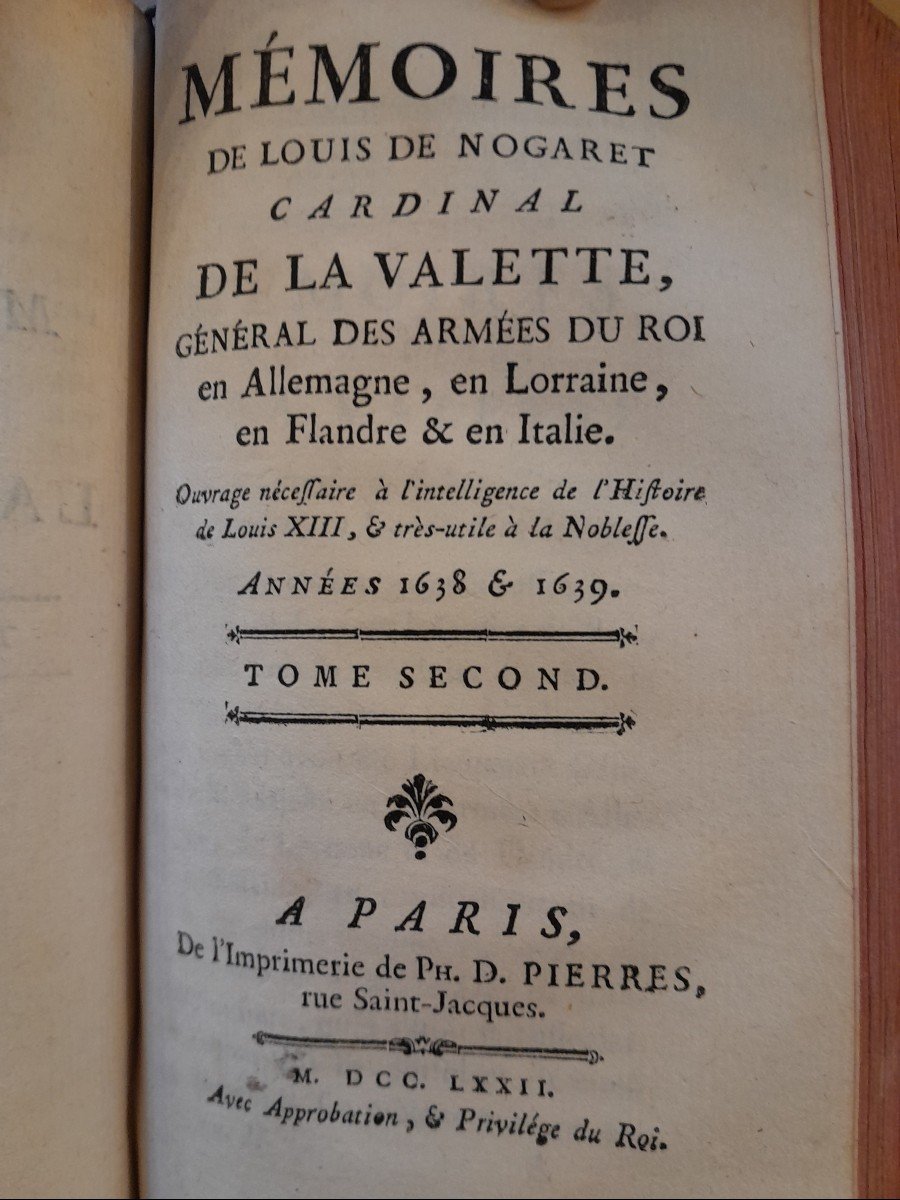 MÉMOIRES
DE LOUIS DE NOGARET
CARDINAL
DE LA VALETTE,
GÉNÉRAL DES ARMÉES DU ROI
en Allemagne, en Lorraine,
en Flandre & en Italie.
Ouvrage néceſſaire à l'intelligence de l'Hiſtoire
de Louis XIII, & très-utile à la Nobleſſe.
ANNÉES 1638 & 1639.
TOME SECOND.
A PARIS,
De l'Imprimerie de PH. D. PIERRES,
rue Saint-Jacques.
M. DCC. LXXII.
Avec Approbation, & Privilége du Roi.